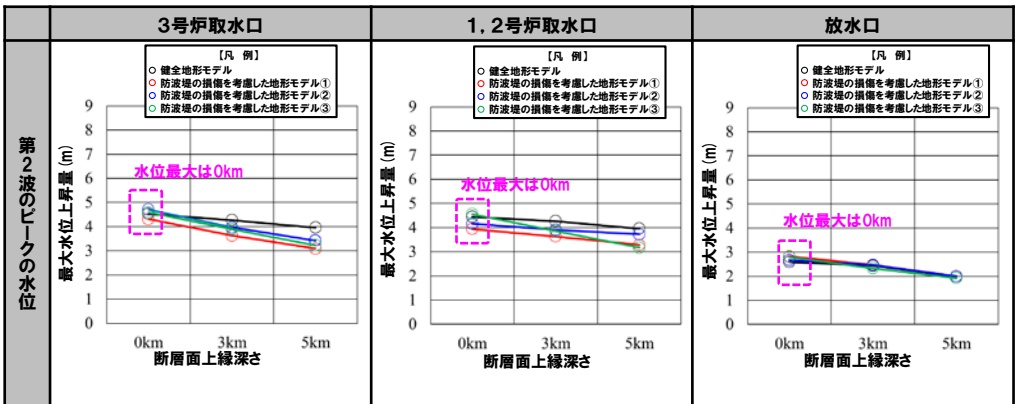 3号炉取水口
1,2号炉取水口
放水口
第2波のピークの水位
【凡 例】
健全地形モデル
防波堤の損傷を考慮した地形モデル①
防波堤の損傷を考慮した地形モデル②
防波堤の損傷を考慮した地形モデル③
最大水位上昇量(m)
9
8
7
6
5
4
3
2
1
0
水位最大は0km
0km 3km 5km
断層面上縁深さ
【凡 例】
健全地形モデル
防波堤の損傷を考慮した地形モデル①
防波堤の損傷を考慮した地形モデル②
防波堤の損傷を考慮した地形モデル③
最大水位上昇量(m)
9
8
7
6
5
4
3
2
1
0
水位最大は0km
0km 3km 5km
断層面上縁深さ
【凡 例】
健全地形モデル
防波堤の損傷を考慮した地形モデル①
防波堤の損傷を考慮した地形モデル②
防波堤の損傷を考慮した地形モデル③
最大水位上昇量(m)
9
8
7
6
5
4
3
2
1
0
水位最大は0km
0km 3km 5km
断層面上縁深さ